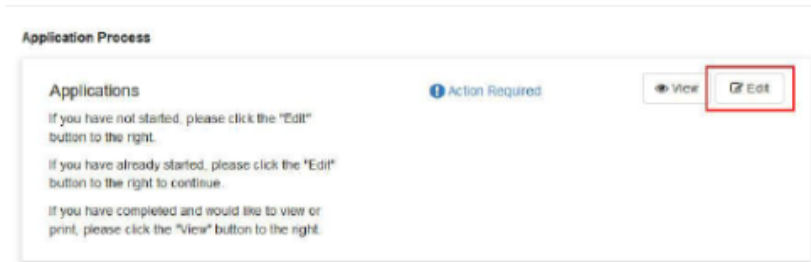 Application Process
Applications
Action Required
View
Edit
If you have not started, please click the "Edit"
button to the right.
If you have already started, please click the "Edit"
button to the right to continue.
If you have completed and would like to view or
print, please click the "View" button to the right.